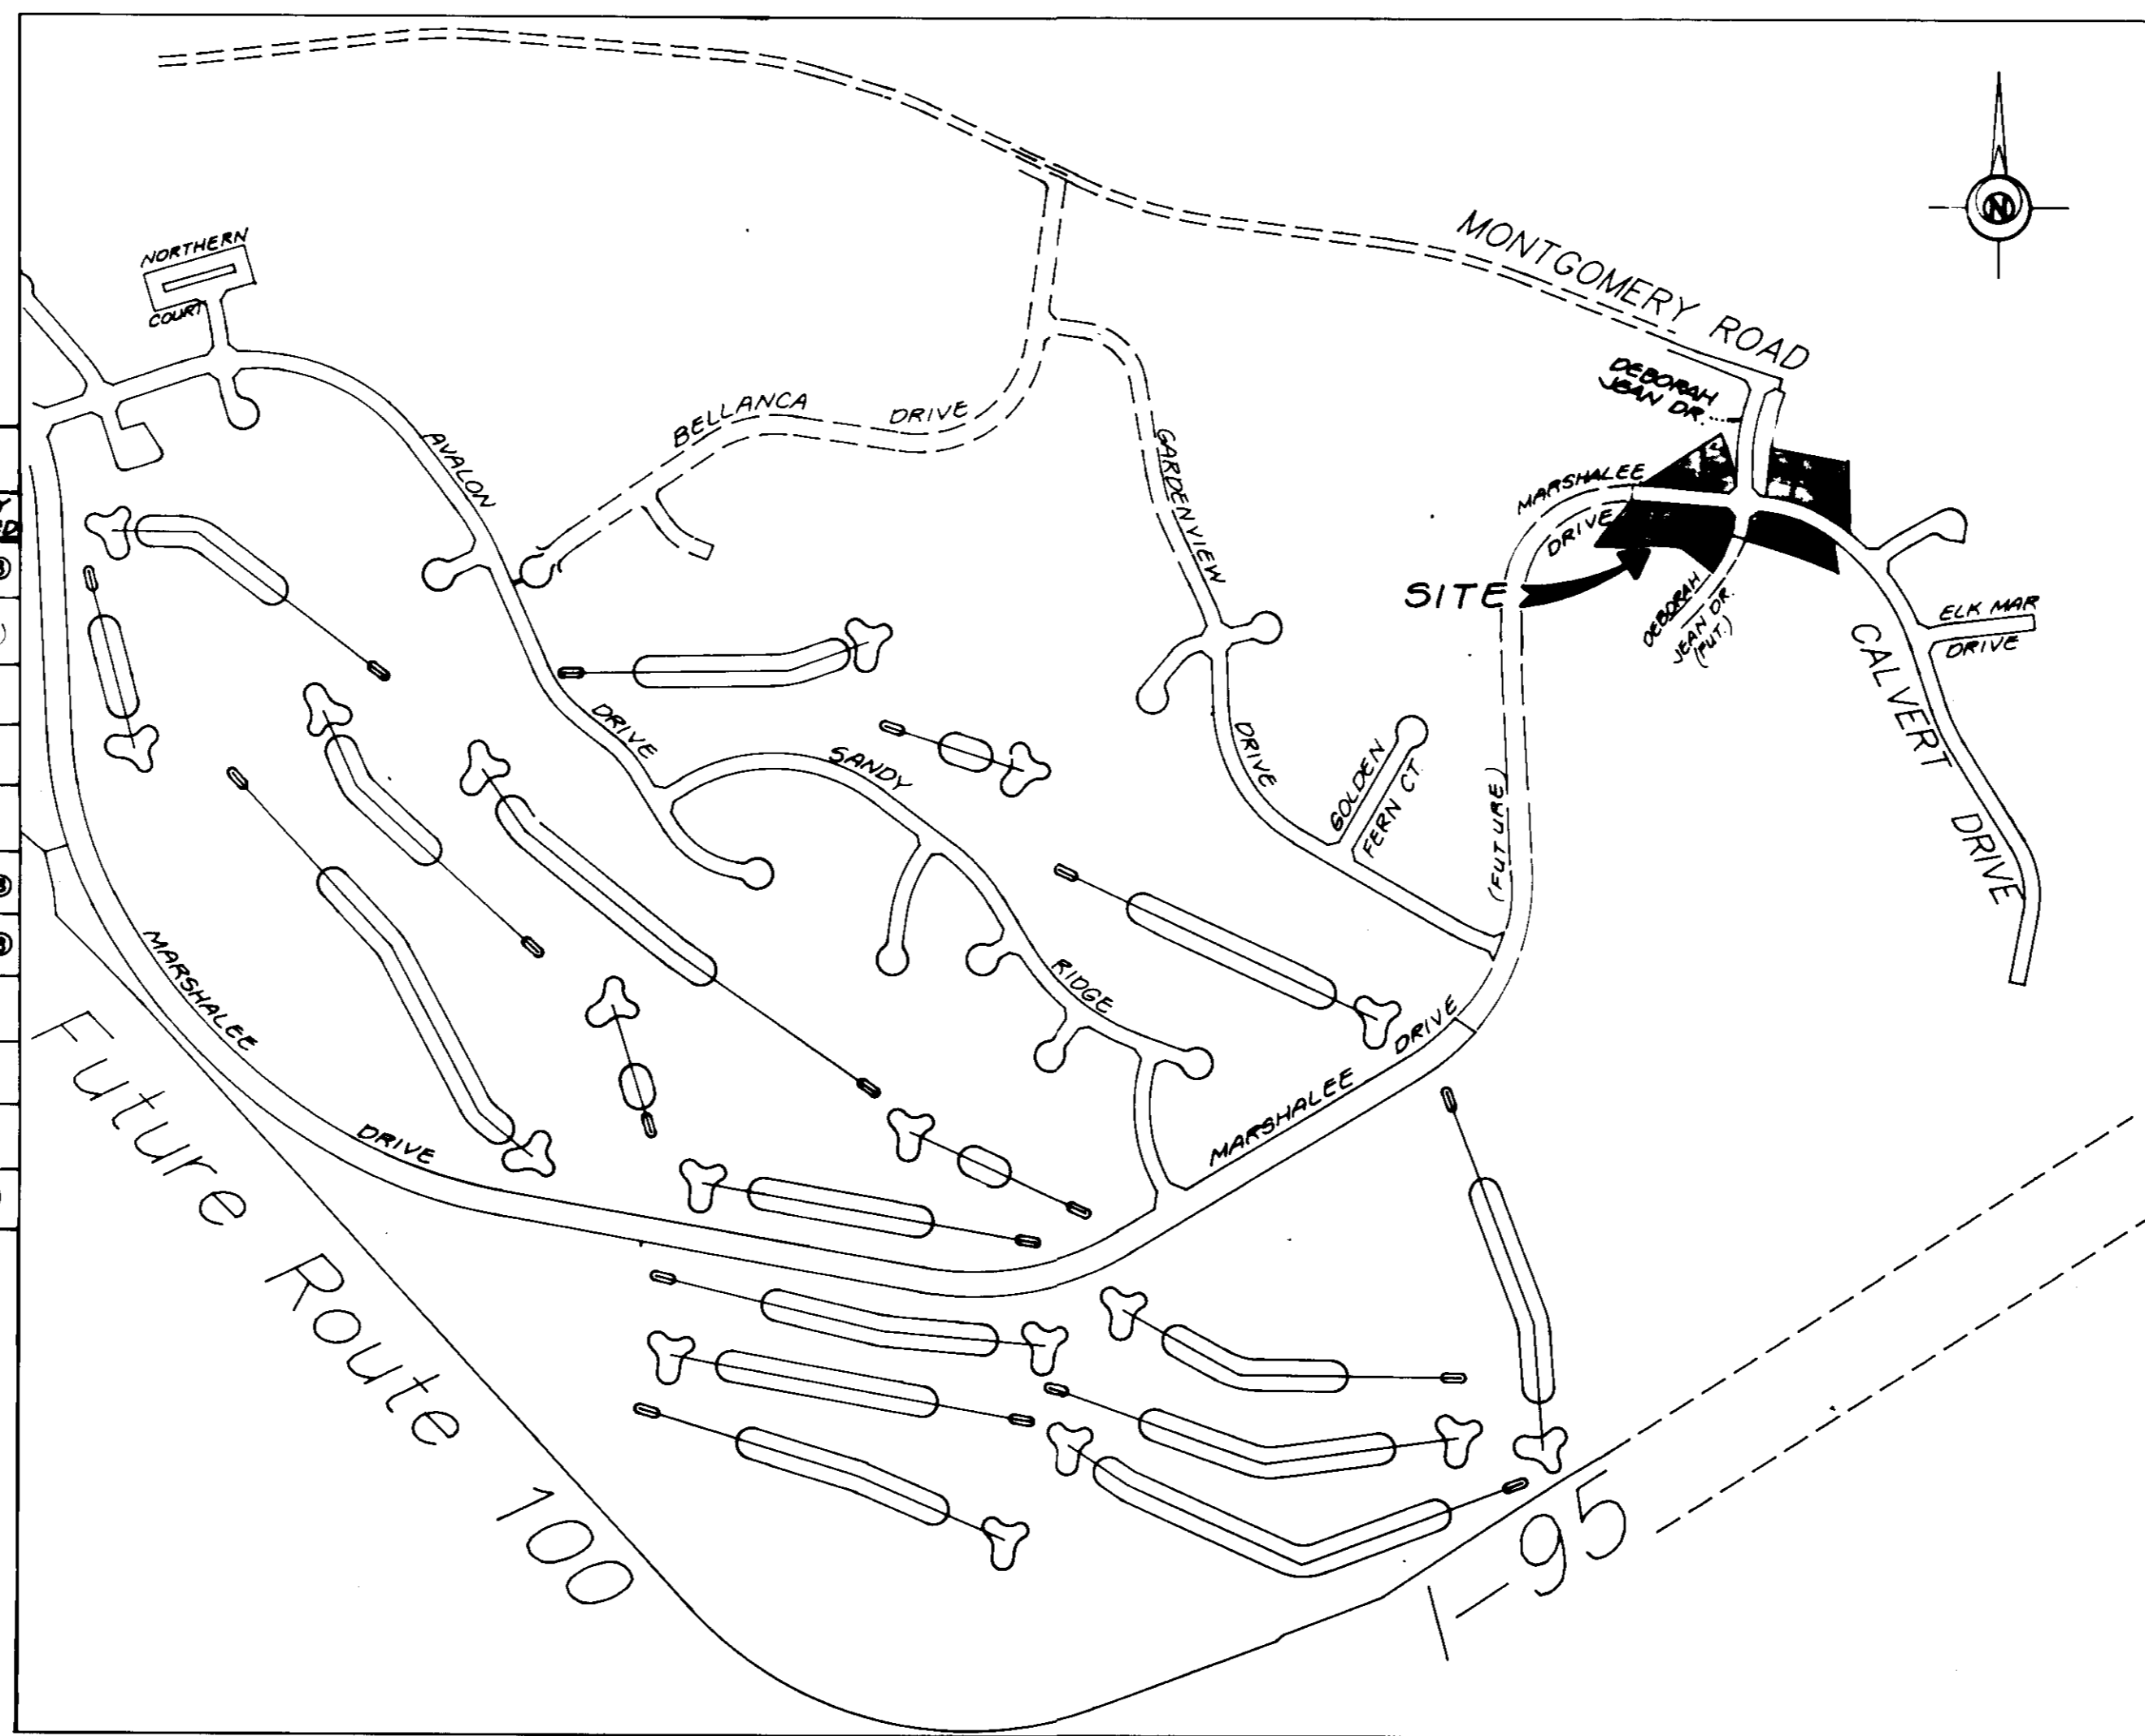 NORTHERN
COURT
N
MONTGOMERY ROAD
DEBORAH
JEAN DR.
BELLANCA DRIVE
AVALON
DRIVE
GARDENVIEW
DRIVE
MARSHALEE
DRIVE
SITE
DEBORAH
JEAN DR.
(FUT.)
ELK MAR
DRIVE
CALVERT DRIVE
SANDY
RIDGE
GOLDEN
FERN CT.
(FUTURE)
MARSHALEE
DRIVE
MARSHALEE DRIVE
Future Route 100
I-95